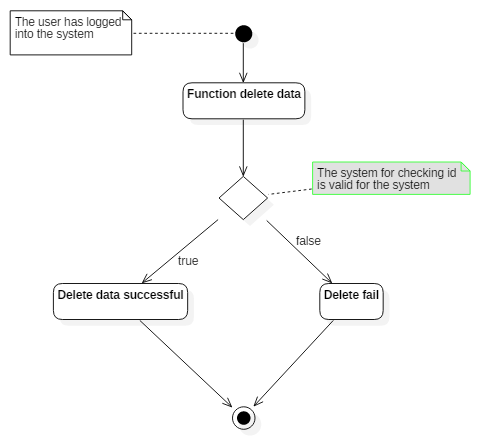 The user has logged
into the system
Function delete data
The system for checking id
is valid for the system
true
false
Delete data successful
Delete fail